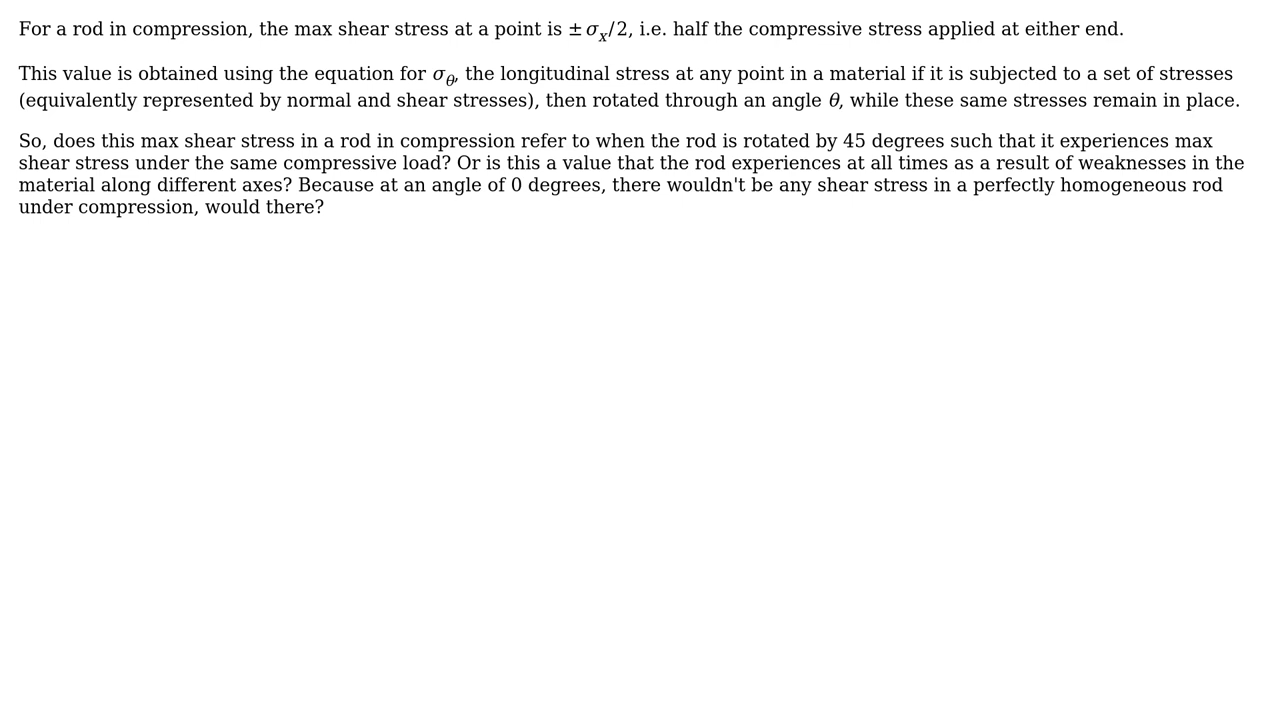 For a rod in compression, the max shear stress at a point is ± σx/2, i.e. half the compressive stress applied at either end.
This value is obtained using the equation for σθ, the longitudinal stress at any point in a material if it is subjected to a set of stresses
(equivalently represented by normal and shear stresses), then rotated through an angle θ, while these same stresses remain in place.
So, does this max shear stress in a rod in compression refer to when the rod is rotated by 45 degrees such that it experiences max
shear stress under the same compressive load? Or is this a value that the rod experiences at all times as a result of weaknesses in the
material along different axes? Because at an angle of 0 degrees, there wouldn't be any shear stress in a perfectly homogeneous rod
under compression, would there?